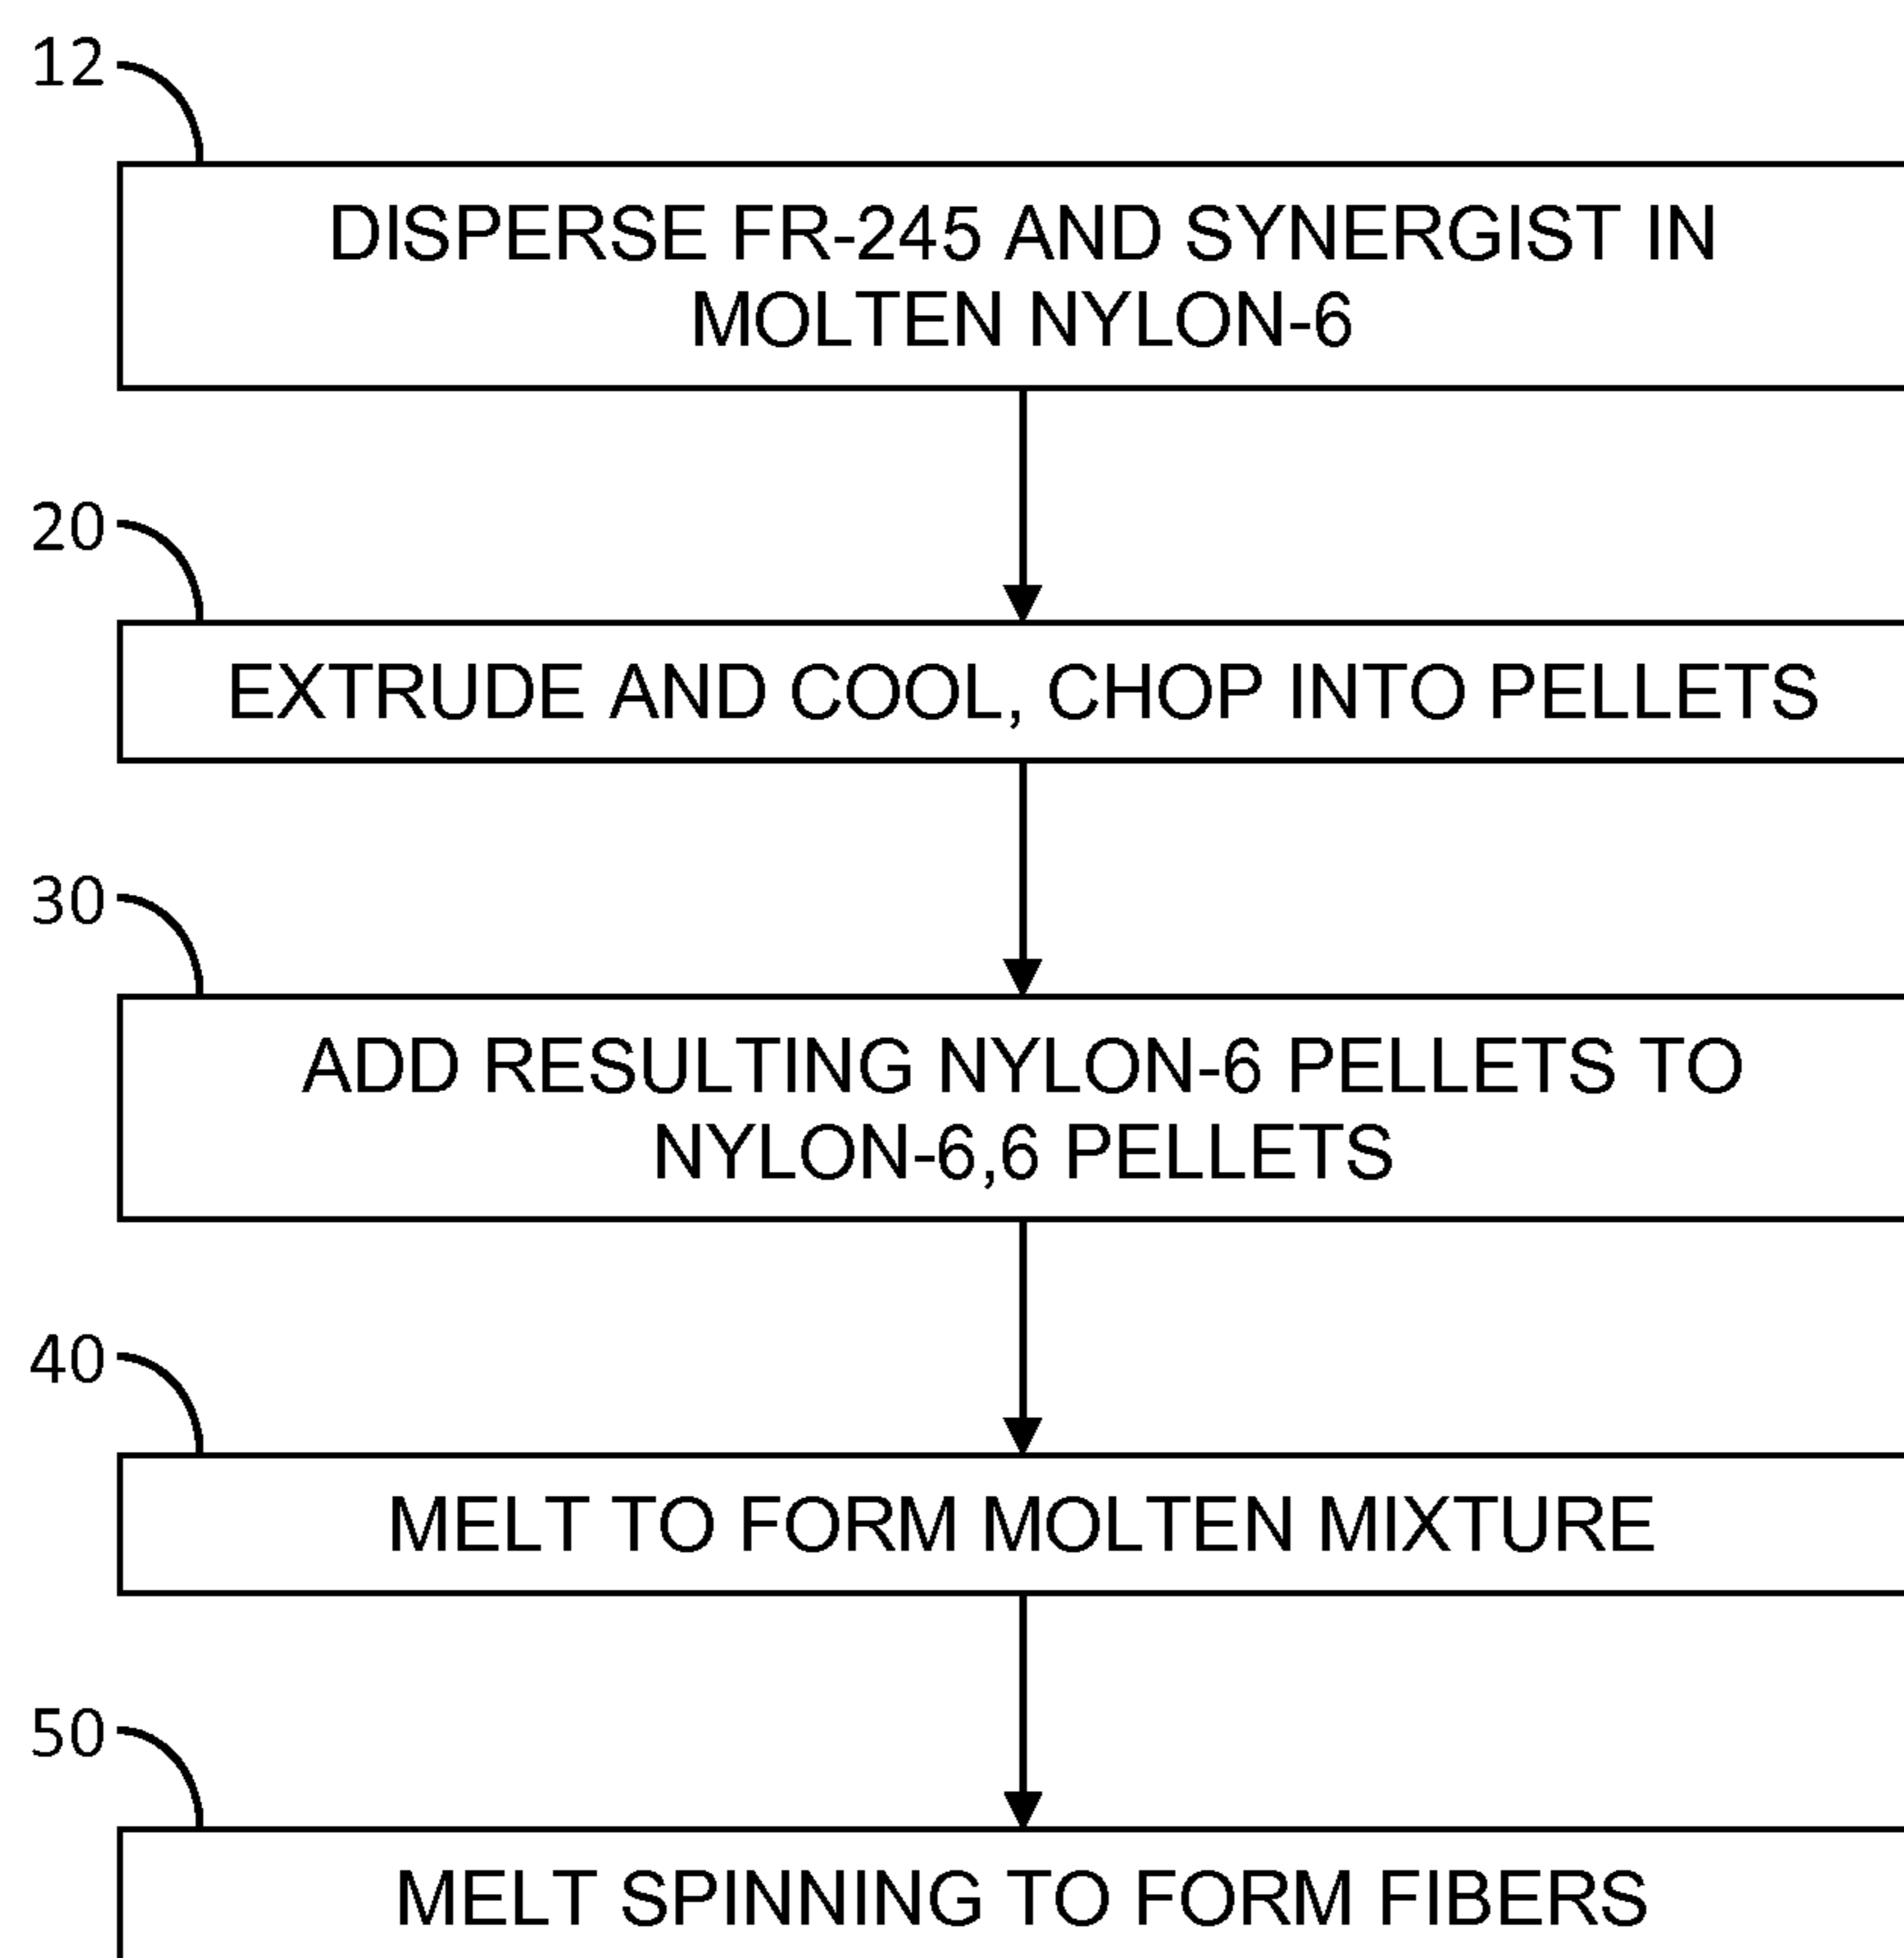 12
DISPERSE FR-245 AND SYNERGIST IN
MOLTEN NYLON-6
20
EXTRUDE AND COOL, CHOP INTO PELLETS
30
ADD RESULTING NYLON-6 PELLETS TO
NYLON-6,6 PELLETS
40
MELT TO FORM MOLTEN MIXTURE
50
MELT SPINNING TO FORM FIBERS